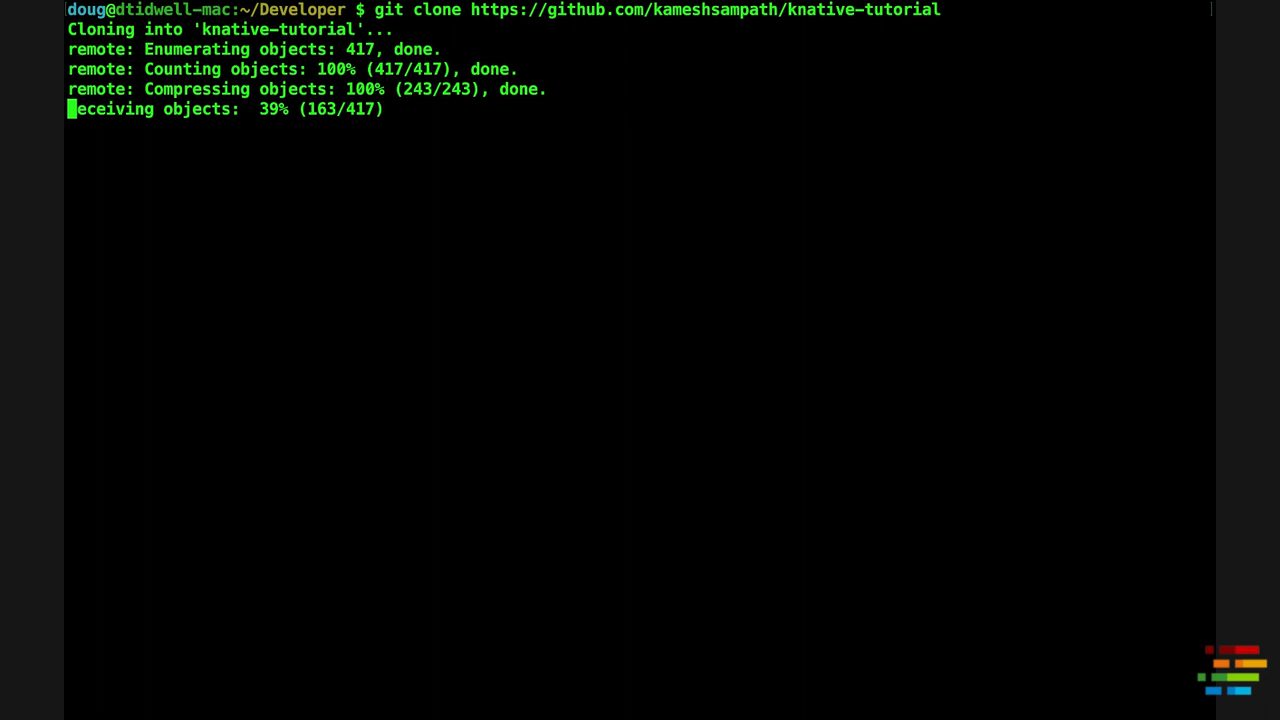 doug@dtidwell-mac:~/Developer $ git clone https://github.com/kameshsampath/knative-tutorial
Cloning into 'knative-tutorial'...
remote: Enumerating objects: 417, done.
remote: Counting objects: 100% (417/417), done.
remote: Compressing objects: 100% (243/243), done.
eceiving objects:  39% (163/417)